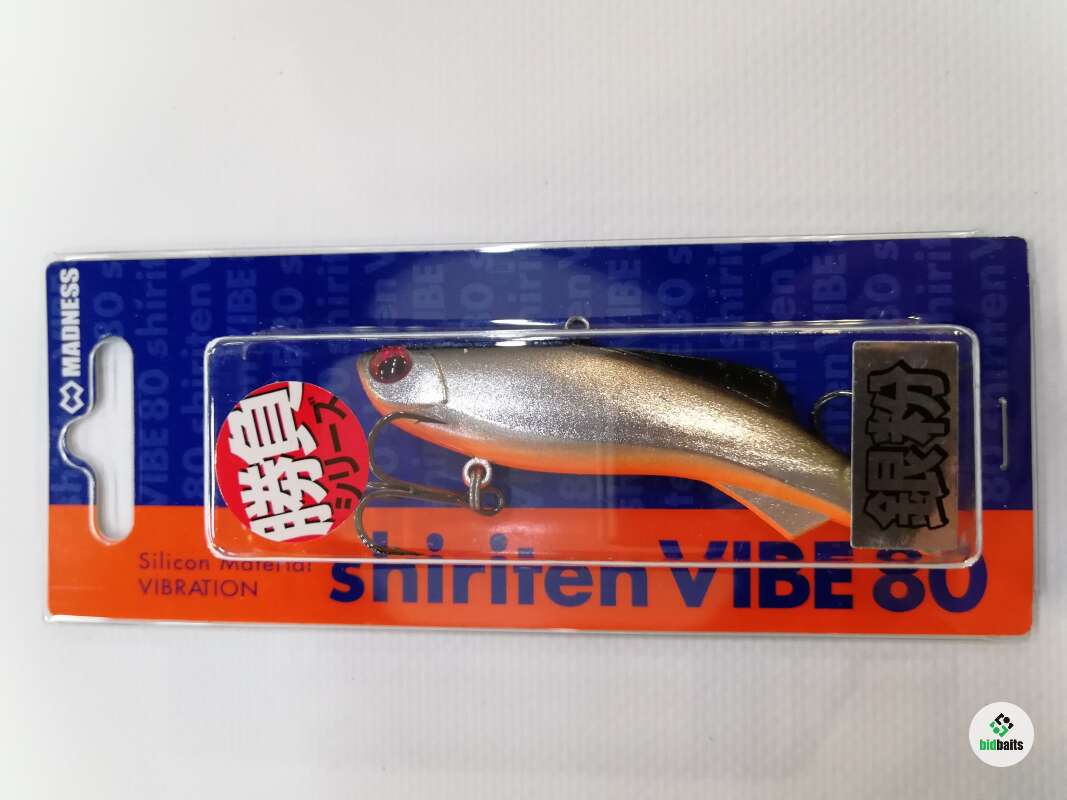 MADNESS
勝負
シリーズ
銀粉
Silicon Material
VIBRATION
shiriten VIBE 80
bidbaits